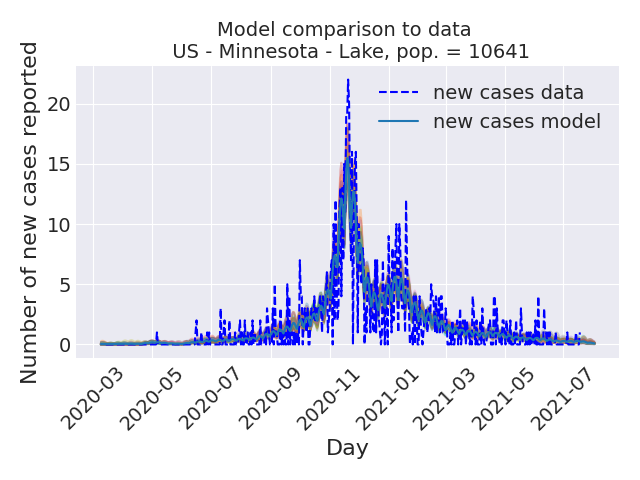 Model comparison to data
US - Minnesota - Lake, pop. = 10641
Number of new cases reported
20
15
10
5
0
new cases data
new cases model
2020-03
2020-05
2020-07
2020-09
2020-11
2021-01
2021-03
2021-05
2021-07
Day